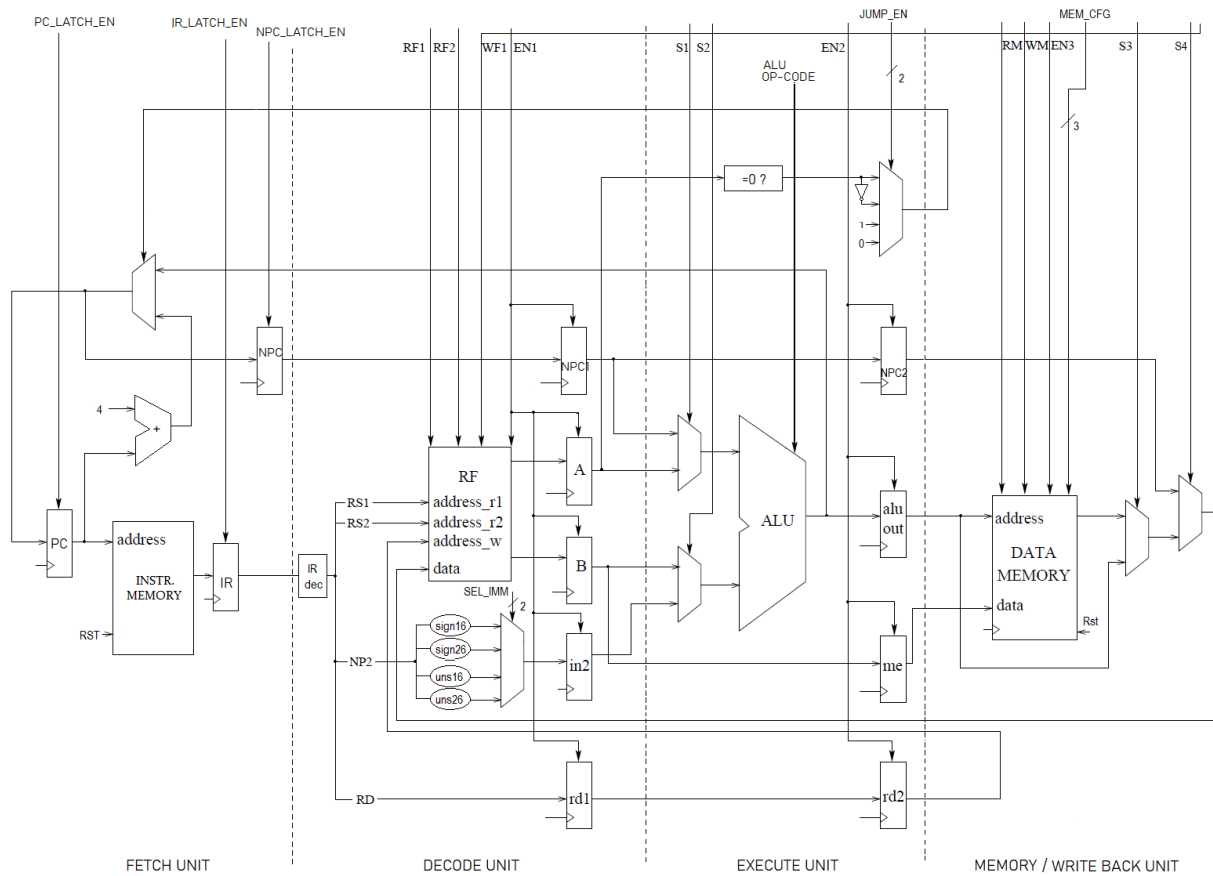 PC_LATCH_EN
IR_LATCH_EN
NPC_LATCH_EN
JUMP_EN
MEM_CFG
RF1 RF2 WF1 EN1
S1 S2
ALU
OP-CODE
EN2
2
RM WM EN3
3
S3
S4
=0 ?
1
0
NPC
NPC1
NPC2
4
+
PC
address
INSTR.
MEMORY
RST
IR
IR
dec
RS1
RS2
NP2
RD
RF
address_r1
address_r2
address_w
data
SEL_IMM
2
sign16
sign26
uns16
uns26
A
B
in2
rd1
ALU
alu
out
me
rd2
address
DATA
MEMORY
data
Rst
FETCH UNIT
DECODE UNIT
EXECUTE UNIT
MEMORY / WRITE BACK UNIT